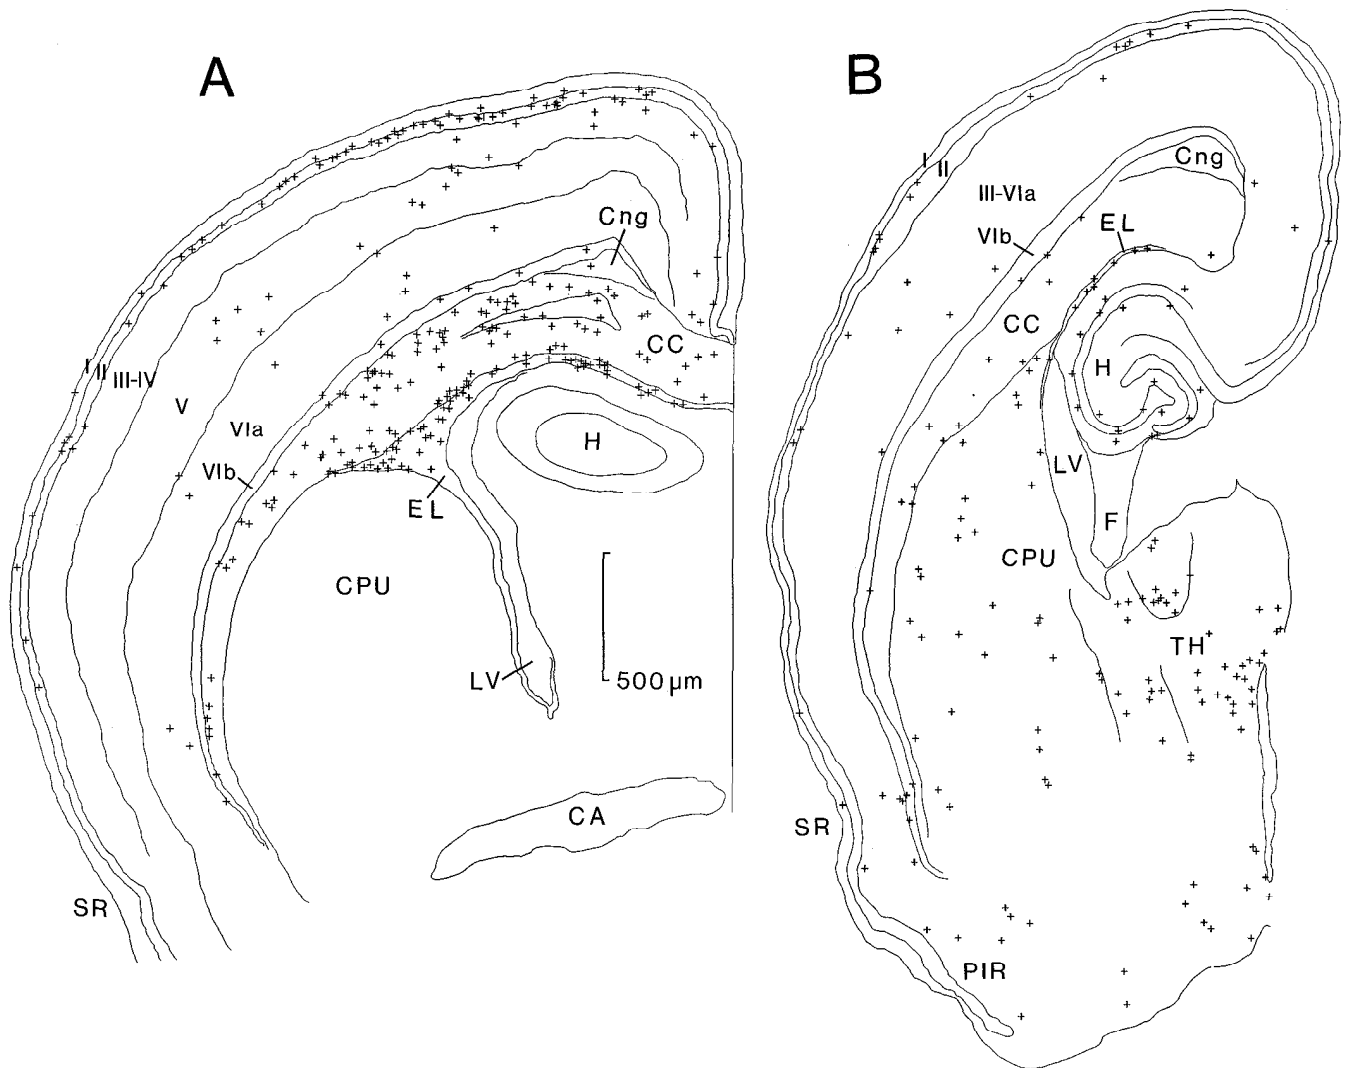 A
Cng
CC
I II III-IV
V
VIa
VIb
H
EL
CPU
LV
500 µm
CA
SR
B
I II
Cng
III-VIa
VIb
EL
CC
H
LV
F
CPU
TH
SR
PIR